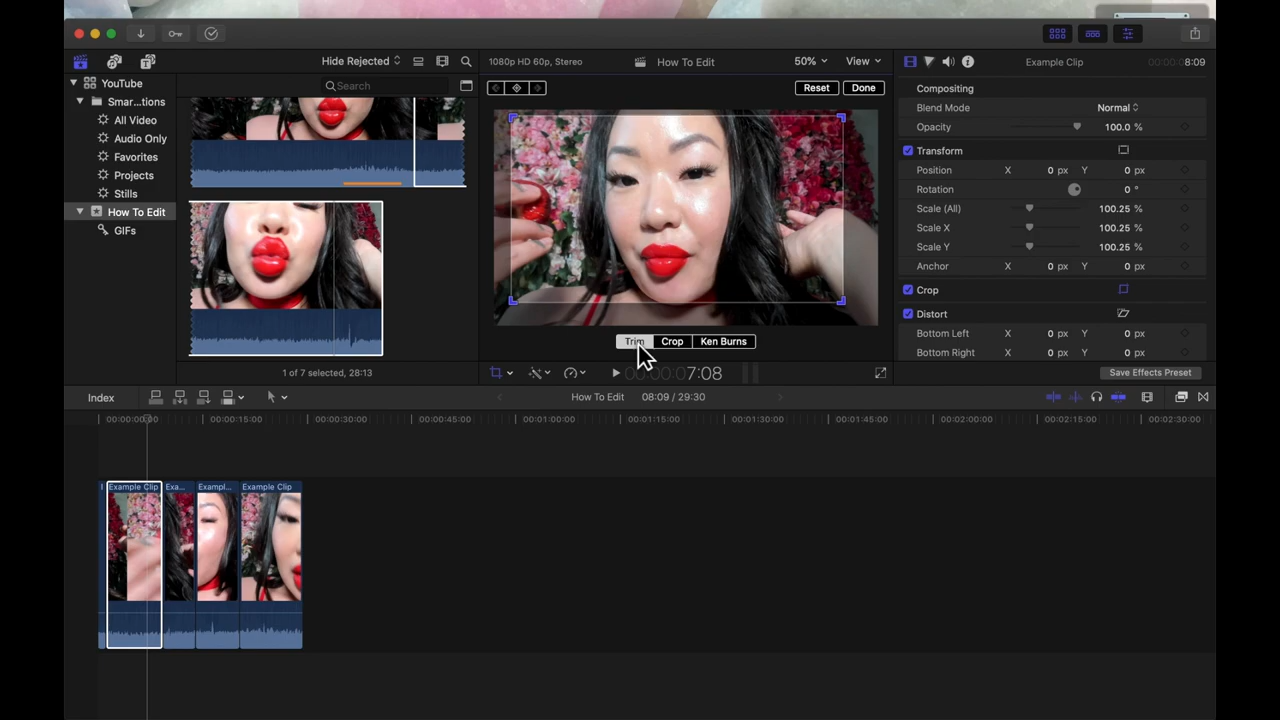 Hide Rejected
1080p HD 60p, Stereo
How To Edit
50%
View
Example Clip
8:09
YouTube
Smar...tions
All Video
Audio Only
Favorites
Projects
Stills
How To Edit
GIFs
Search
Reset
Done
Compositing
Blend Mode
Normal
Opacity
100.0 %
Transform
Position
X
0 px
Y
0 px
Rotation
0 °
Scale (All)
100.25 %
Scale X
100.25 %
Scale Y
100.25 %
Anchor
X
0 px
Y
0 px
Crop
Distort
Bottom Left
X
0 px
Y
0 px
Bottom Right
X
0 px
Y
0 px
Trim
Crop
Ken Burns
1 of 7 selected, 28:13
7:08
Save Effects Preset
Index
How To Edit
08:09 / 29:30
00:00:15:00
00:00:30:00
00:00:45:00
00:01:00:00
00:01:15:00
00:01:30:00
00:01:45:00
00:02:00:00
00:02:15:00
00:02:30:00
Example Clip
Exa...
Exampl...
Example Clip